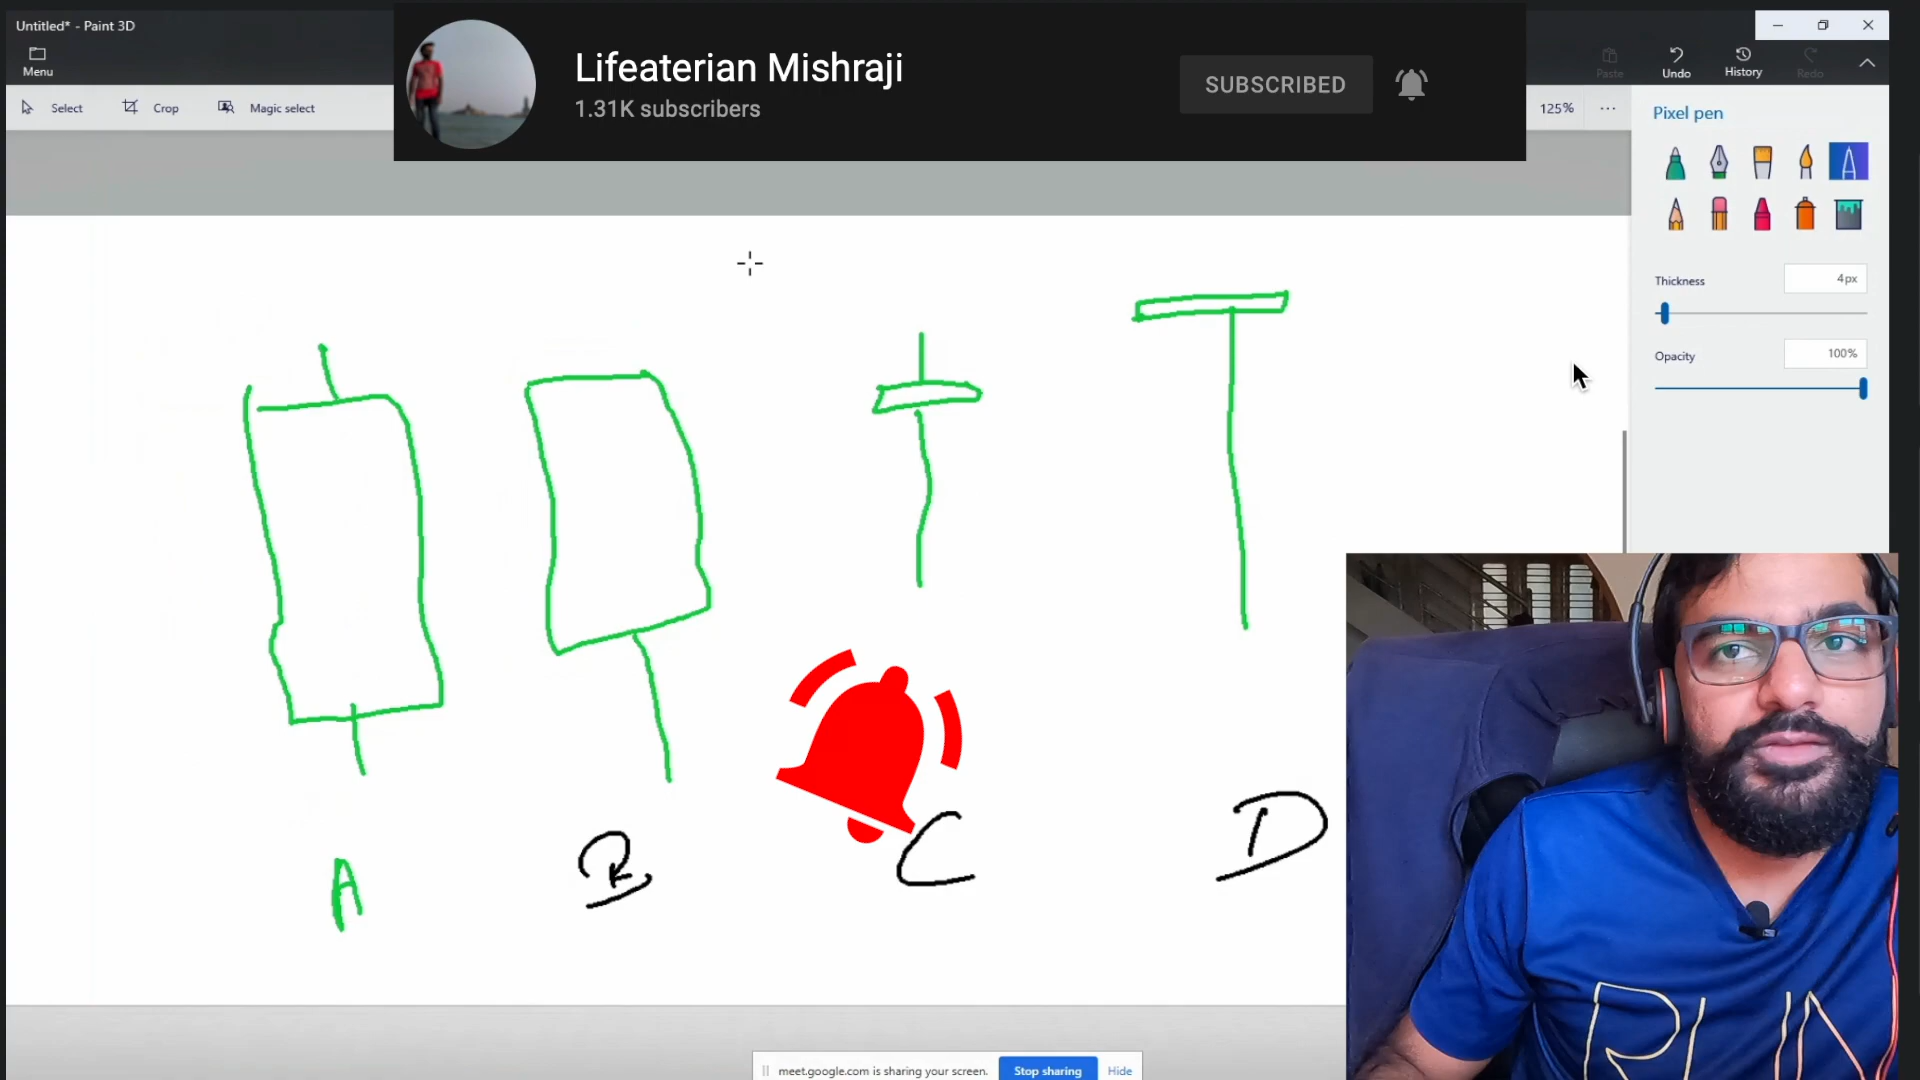 Untitled* - Paint 3D
Menu
Select
Crop
Magic select
Lifeaterian Mishraji
1.31K subscribers
SUBSCRIBED
Paste
Undo
History
Redo
125%
Pixel pen
Thickness
4px
Opacity
100%
A
B
C
D
RUN
meet.google.com is sharing your screen.
Stop sharing
Hide